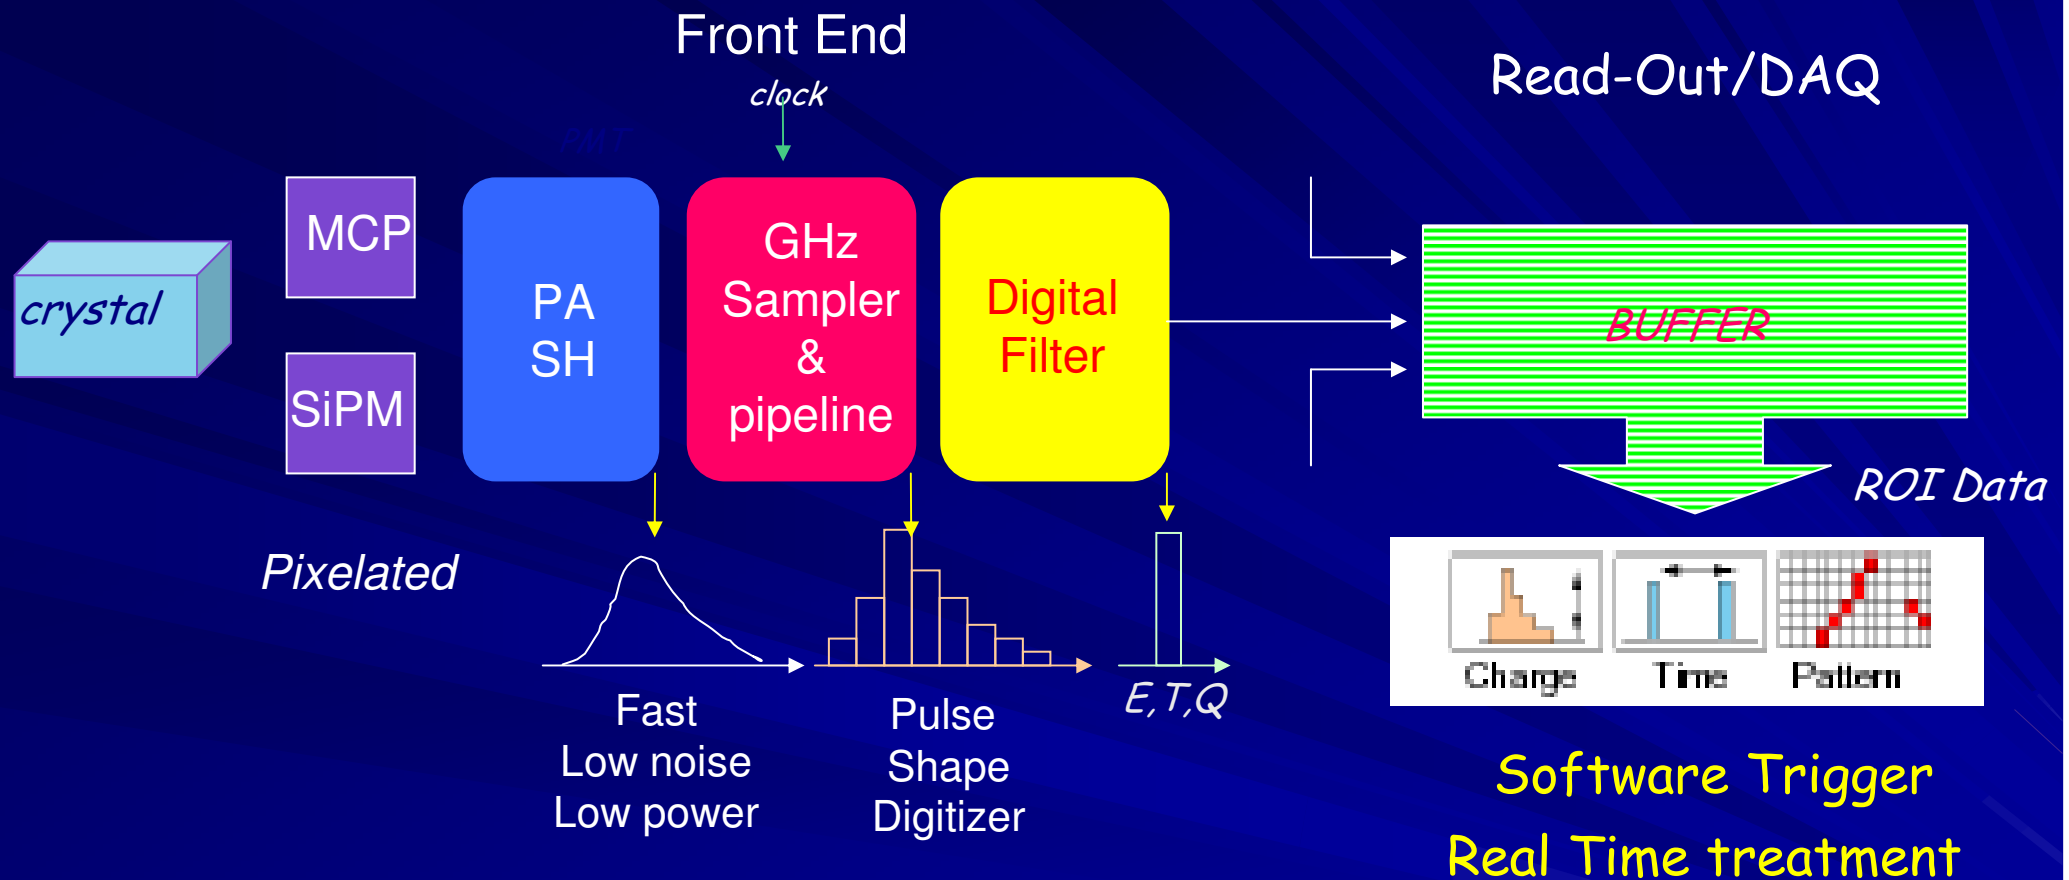 Front End
clock
Read-Out/DAQ
PMT
crystal
MCP
SiPM
PA
SH
GHz
Sampler
&
pipeline
Digital
Filter
BUFFER
ROI Data
Pixelated
Fast
Low noise
Low power
Pulse
Shape
Digitizer
E,T,Q
Charge
Time
Pattern
Software Trigger
Real Time treatment